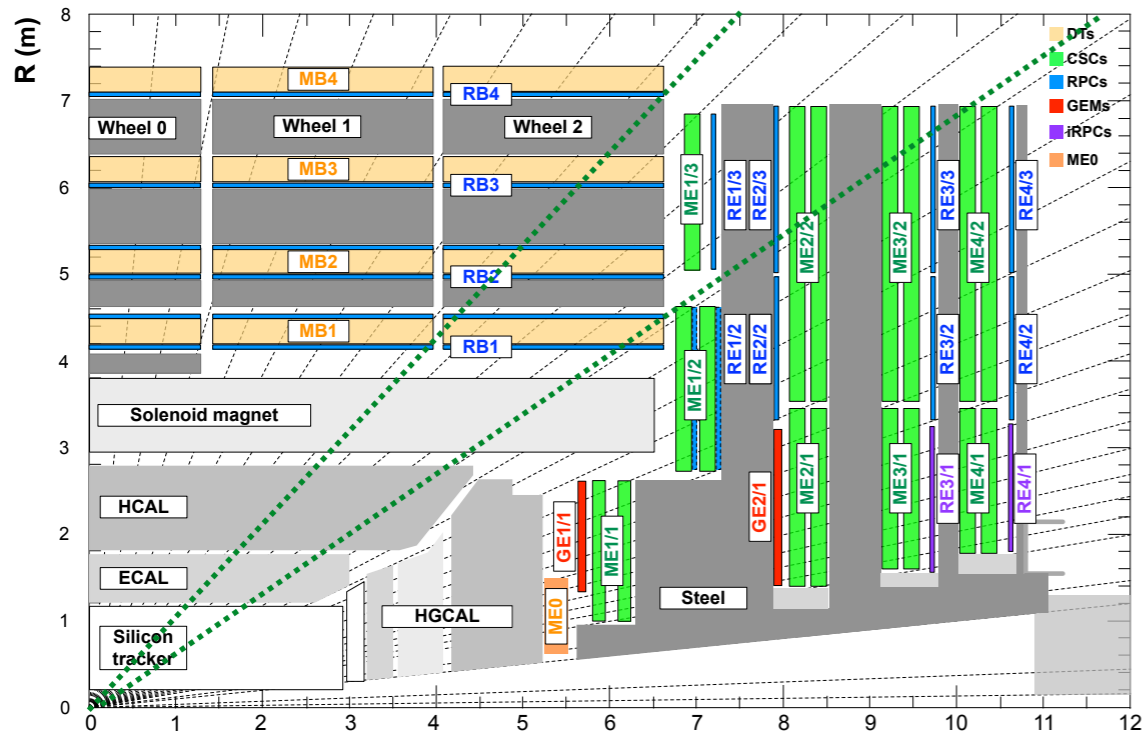 R (m)
8
7
6
5
4
3
2
1
0
DTs
CSCs
RPCs
GEMs
iRPCs
ME0
MB4
RB4
Wheel 0
Wheel 1
Wheel 2
MB3
RB3
MB2
RB2
MB1
RB1
Solenoid magnet
HCAL
ECAL
Silicon
tracker
HGCAL
Steel
ME0
GE1/1
ME1/1
ME1/2
ME1/3
RE1/3
RE2/3
RE1/2
RE2/2
GE2/1
ME2/2
ME2/1
ME3/2
ME3/1
RE3/3
RE3/2
RE3/1
ME4/2
ME4/1
RE4/3
RE4/2
RE4/1
0
1
2
3
4
5
6
7
8
9
10
11
12